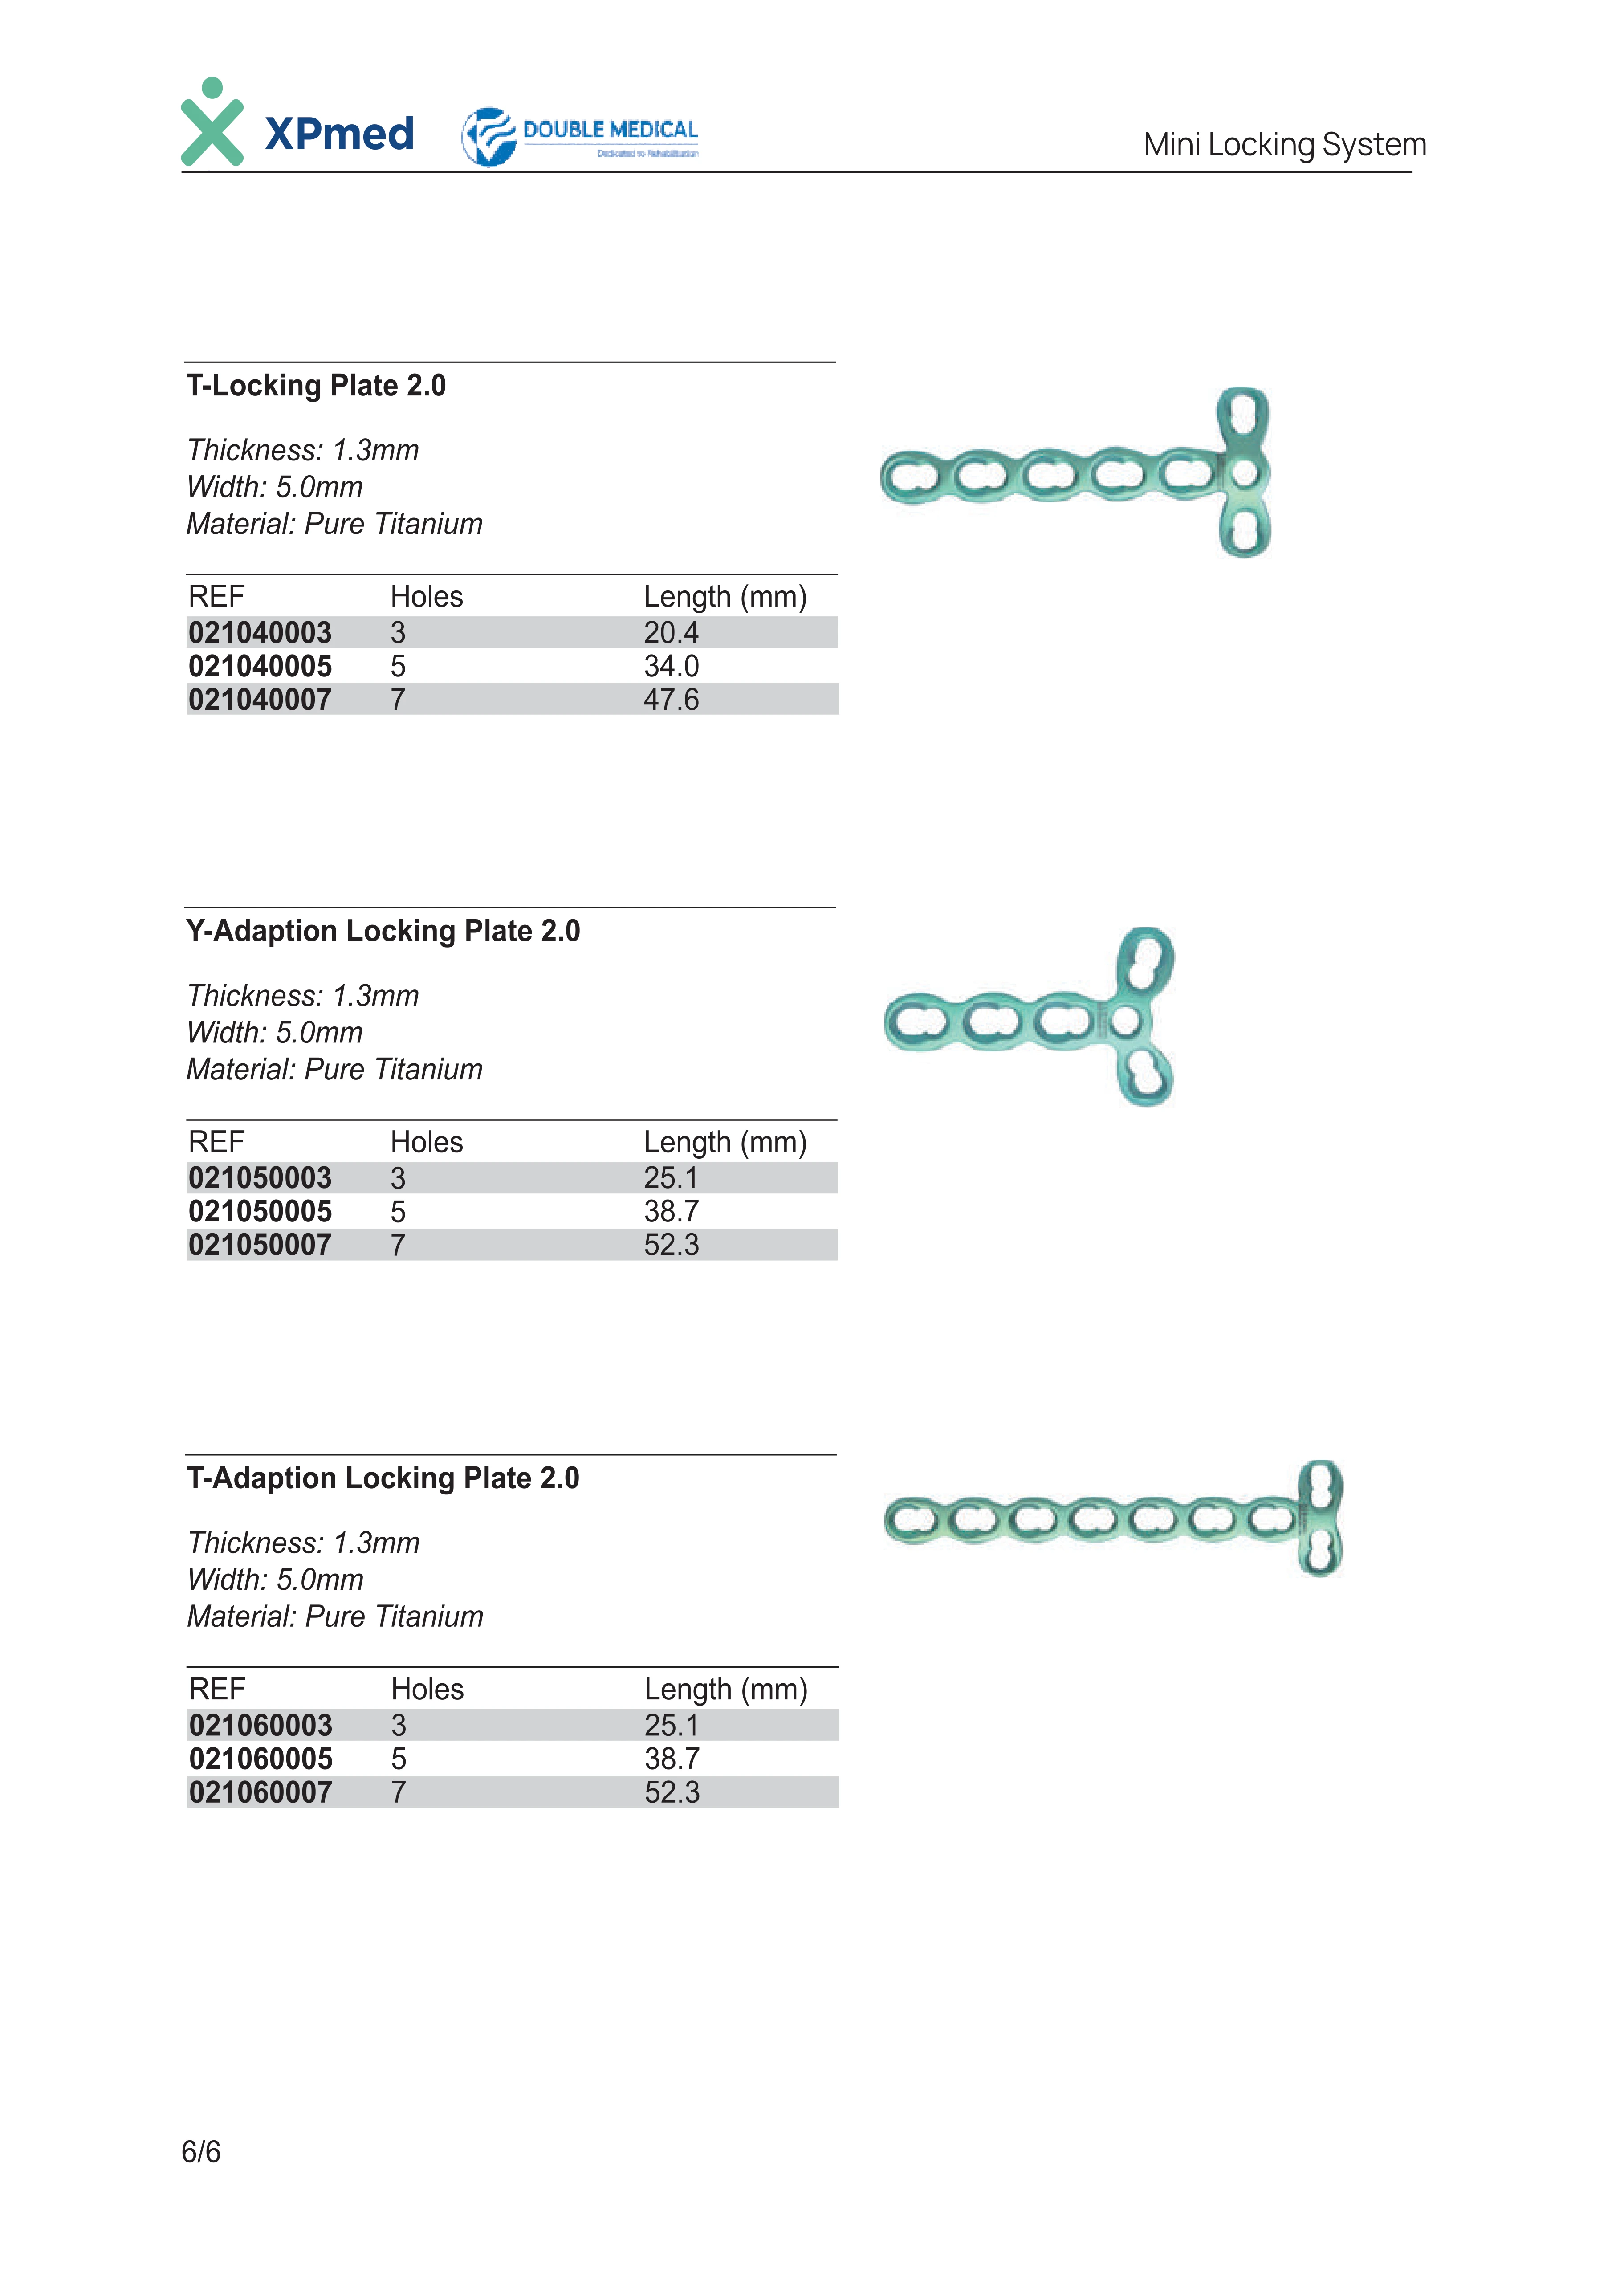 XPmed
DOUBLE MEDICAL
Dedicated to Rehabilitation
Mini Locking System
T-Locking Plate 2.0
Thickness: 1.3mm
Width: 5.0mm
Material: Pure Titanium
REF Holes Length (mm)
021040003 3 20.4
021040005 5 34.0
021040007 7 47.6
Y-Adaption Locking Plate 2.0
Thickness: 1.3mm
Width: 5.0mm
Material: Pure Titanium
REF Holes Length (mm)
021050003 3 25.1
021050005 5 38.7
021050007 7 52.3
T-Adaption Locking Plate 2.0
Thickness: 1.3mm
Width: 5.0mm
Material: Pure Titanium
REF Holes Length (mm)
021060003 3 25.1
021060005 5 38.7
021060007 7 52.3
6/6